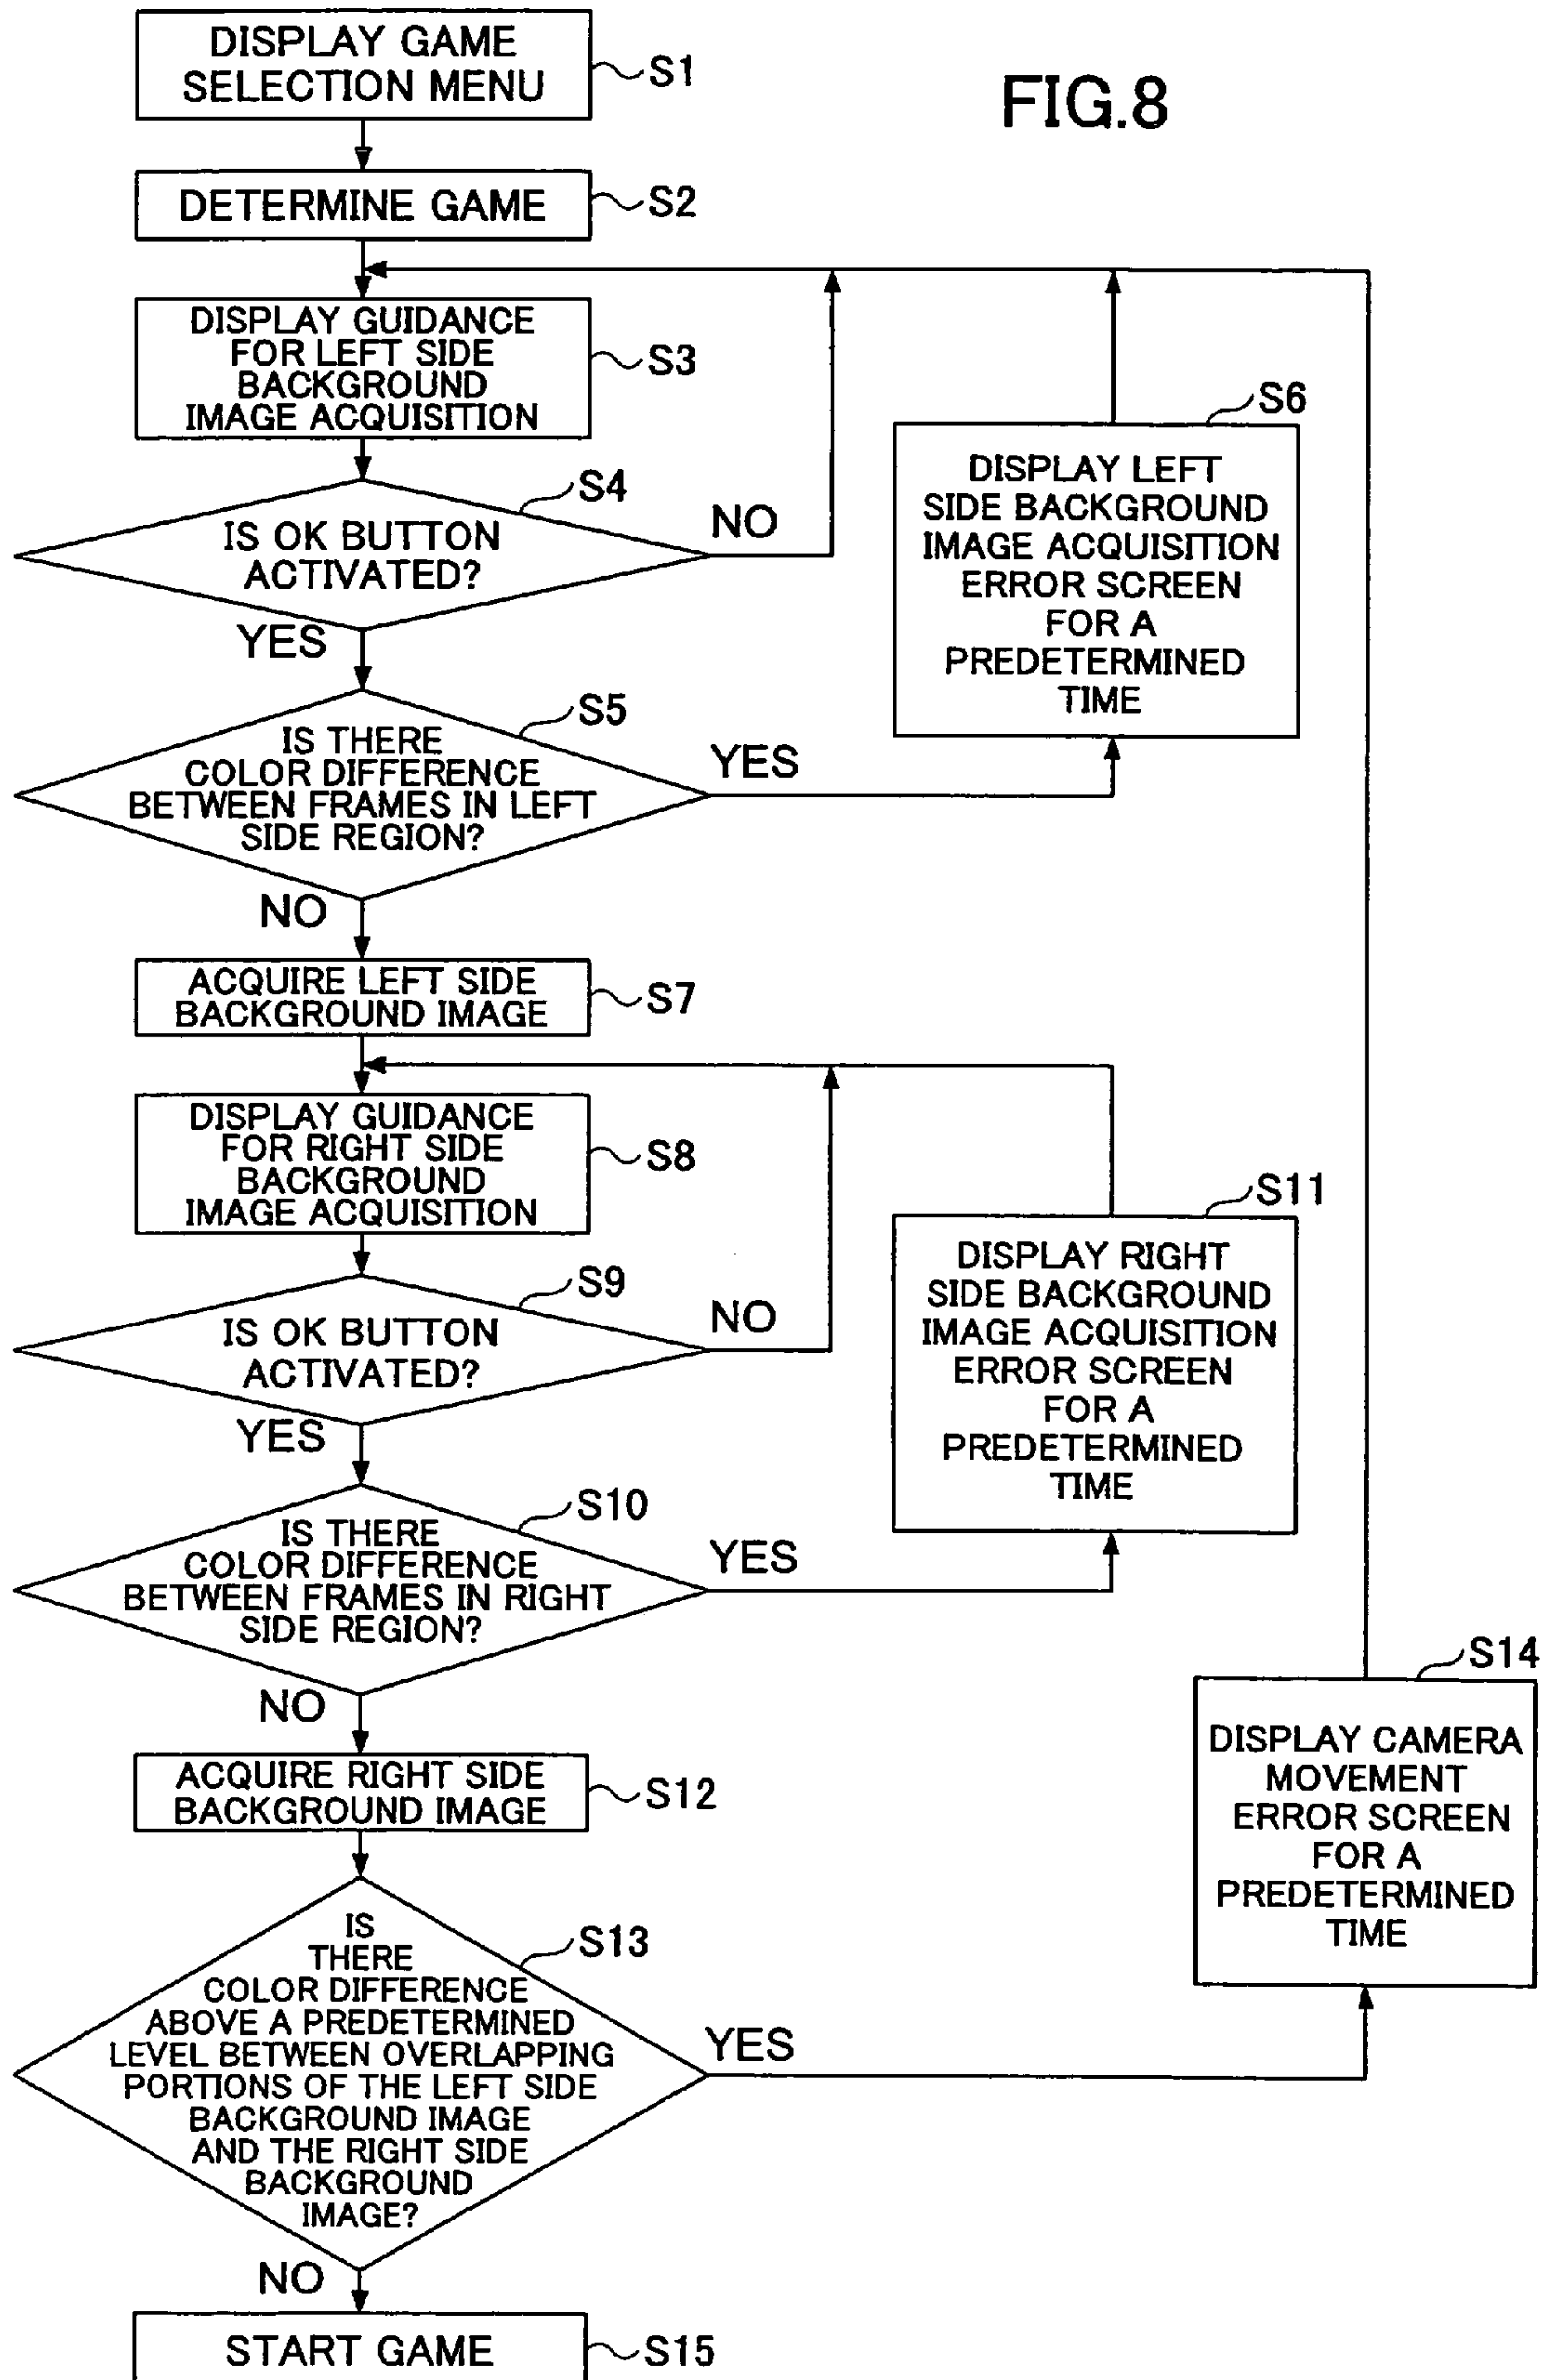 DISPLAY GAME
SELECTION MENU
S1
FIG.8
DETERMINE GAME
S2
DISPLAY GUIDANCE
FOR LEFT SIDE
BACKGROUND
IMAGE ACQUISITION
S3
S4
IS OK BUTTON
ACTIVATED?
NO
YES
S6
DISPLAY LEFT
SIDE BACKGROUND
IMAGE ACQUISITION
ERROR SCREEN
FOR A
PREDETERMINED
TIME
S5
IS THERE
COLOR DIFFERENCE
BETWEEN FRAMES IN LEFT
SIDE REGION?
YES
NO
ACQUIRE LEFT SIDE
BACKGROUND IMAGE
S7
DISPLAY GUIDANCE
FOR RIGHT SIDE
BACKGROUND
IMAGE ACQUISITION
S8
S9
IS OK BUTTON
ACTIVATED?
NO
YES
S11
DISPLAY RIGHT
SIDE BACKGROUND
IMAGE ACQUISITION
ERROR SCREEN
FOR A
PREDETERMINED
TIME
S10
IS THERE
COLOR DIFFERENCE
BETWEEN FRAMES IN RIGHT
SIDE REGION?
YES
NO
ACQUIRE RIGHT SIDE
BACKGROUND IMAGE
S12
S14
DISPLAY CAMERA
MOVEMENT
ERROR SCREEN
FOR A
PREDETERMINED
TIME
S13
IS
THERE
COLOR DIFFERENCE
ABOVE A PREDETERMINED
LEVEL BETWEEN OVERLAPPING
PORTIONS OF THE LEFT SIDE
BACKGROUND IMAGE
AND THE RIGHT SIDE
BACKGROUND
IMAGE?
YES
NO
START GAME
S15